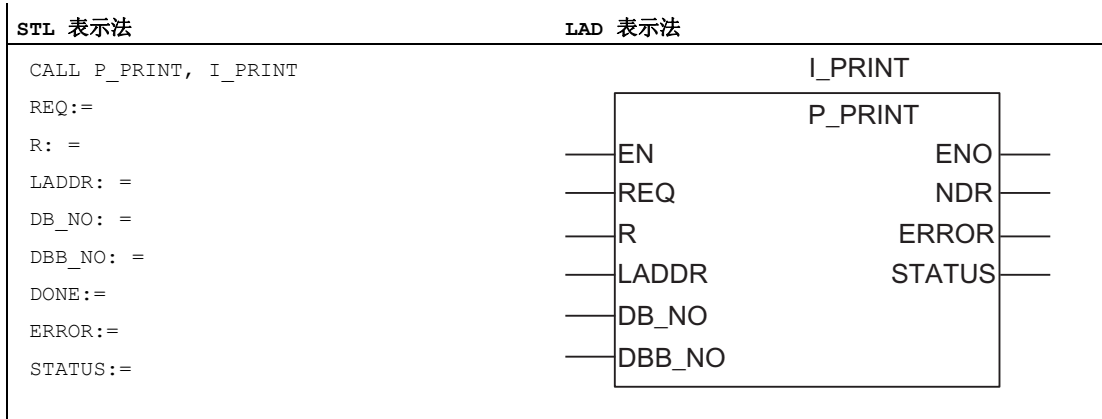 STL 表示法
CALL P_PRINT, I_PRINT
REQ:=
R: =
LADDR: =
DB_NO: =
DBB_NO: =
DONE:=
ERROR:=
STATUS:=
LAD 表示法
I_PRINT
P_PRINT
EN ENO
REQ NDR
R ERROR
LADDR STATUS
DB_NO
DBB_NO